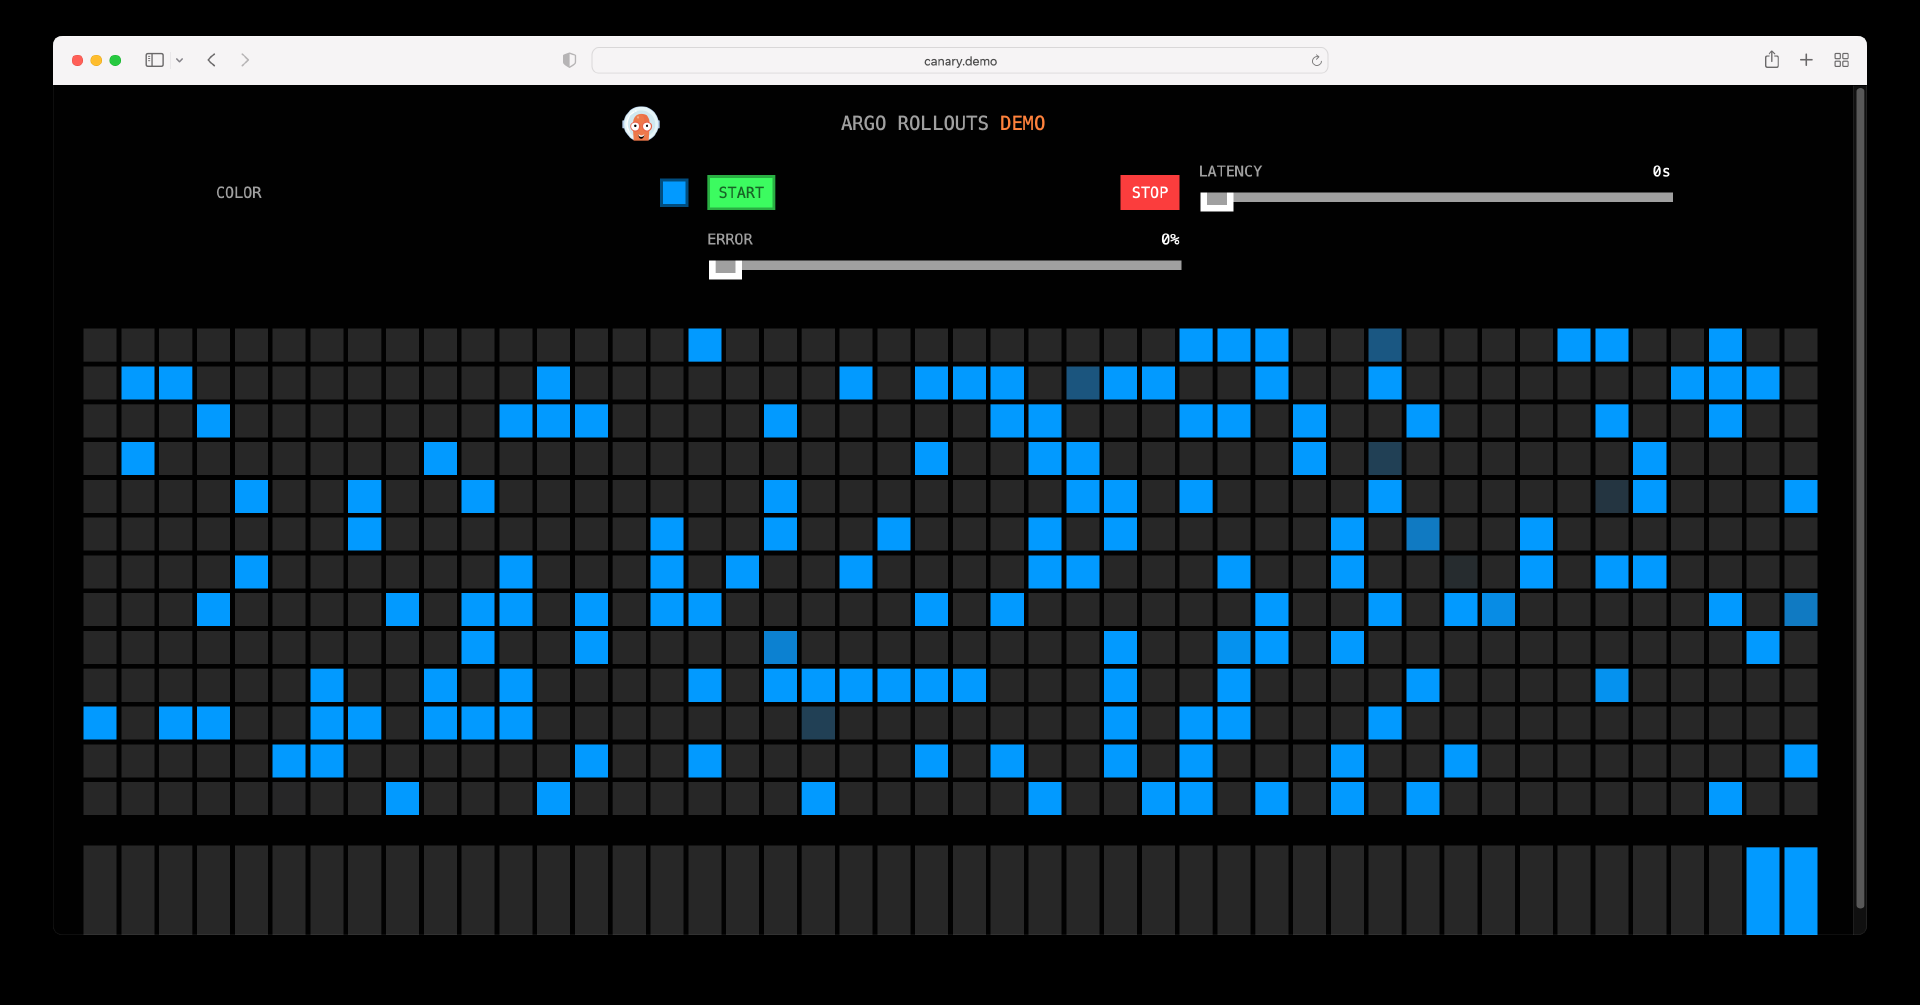 canary.demo
ARGO ROLLOUTS DEMO
COLOR
START
STOP
LATENCY 0s
ERROR 0%